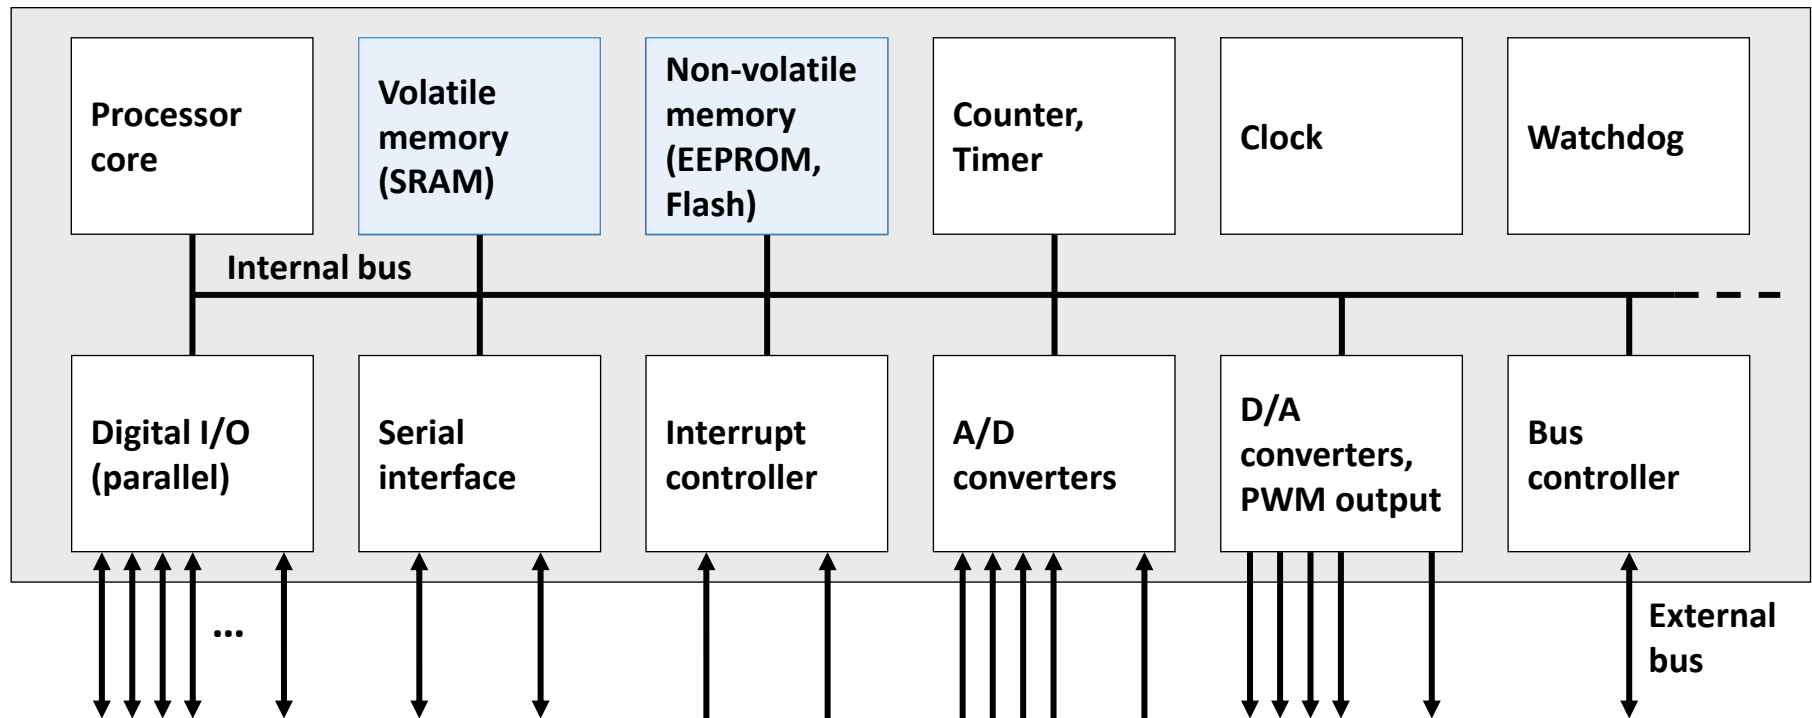 Processor
core
Volatile
memory
(SRAM)
Non-volatile
memory
(EEPROM,
Flash)
Counter,
Timer
Clock
Watchdog
Internal bus
Digital I/O
(parallel)
Serial
interface
Interrupt
controller
A/D
converters
D/A
converters,
PWM output
Bus
controller
...
External
bus